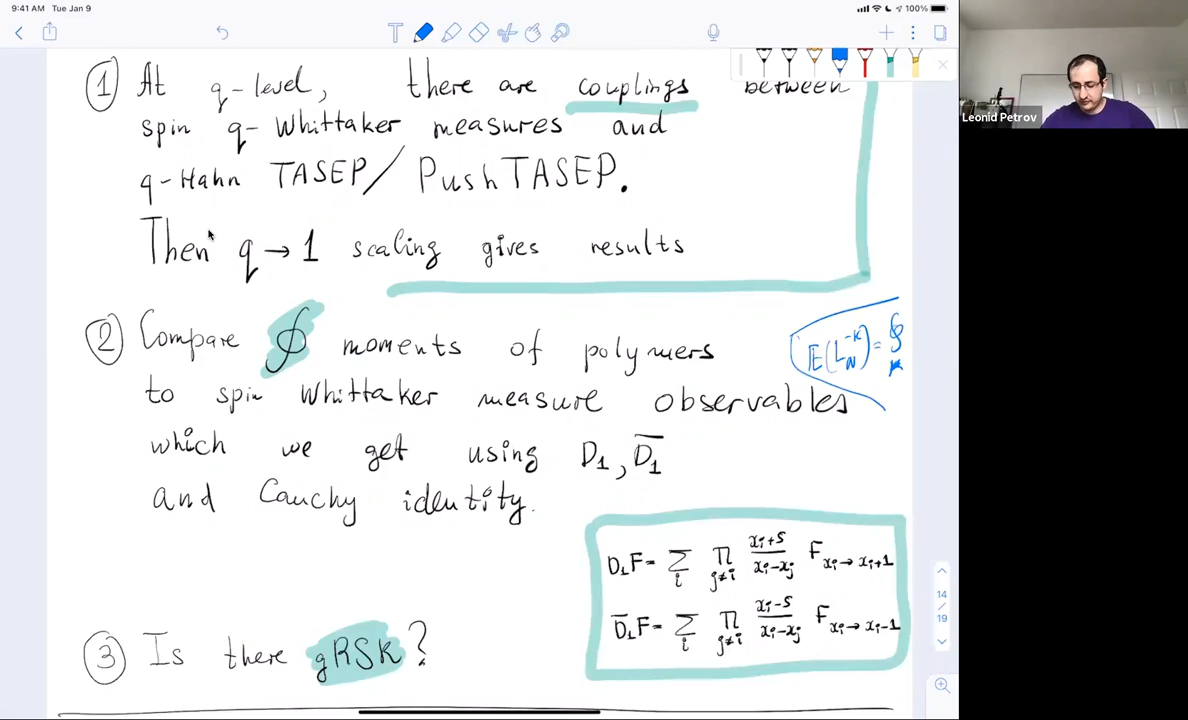 9:41 AM Tue Jan 9
100%
① At q-level, there are couplings between
spin q-Whittaker measures and
q-Hahn TASEP/PushTASEP.
Then q → 1 scaling gives results
② Compare ∮ moments of polymers
to spin Whittaker measure observables
which we get using D₁, D̄₁
and Cauchy identity.
𝔼(L_N^{-k}) = ∮
D₁F = Σ_i Π_{j≠i} (x_i+S)/(x_i-x_j) F_{x_i→x_i+1}
D̄₁F = Σ_i Π_{j≠i} (x_i-S)/(x_i-x_j) F_{x_i→x_i-1}
③ Is there gRSK?
Leonid Petrov
14
/
19